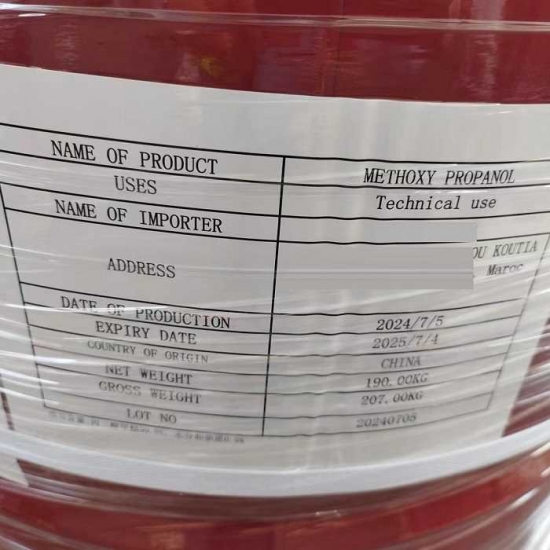 NAME OF PRODUCT METHOXY PROPANOL
USES Technical use
NAME OF IMPORTER
ADDRESS OU KOUTIA
Maroc
DATE OF PRODUCTION 2024/7/5
EXPIRY DATE 2025/7/4
COUNTRY OF ORIGIN CHINA
NET WEIGHT 190.00KG
GROSS WEIGHT 207.00KG
LOT NO 20240705